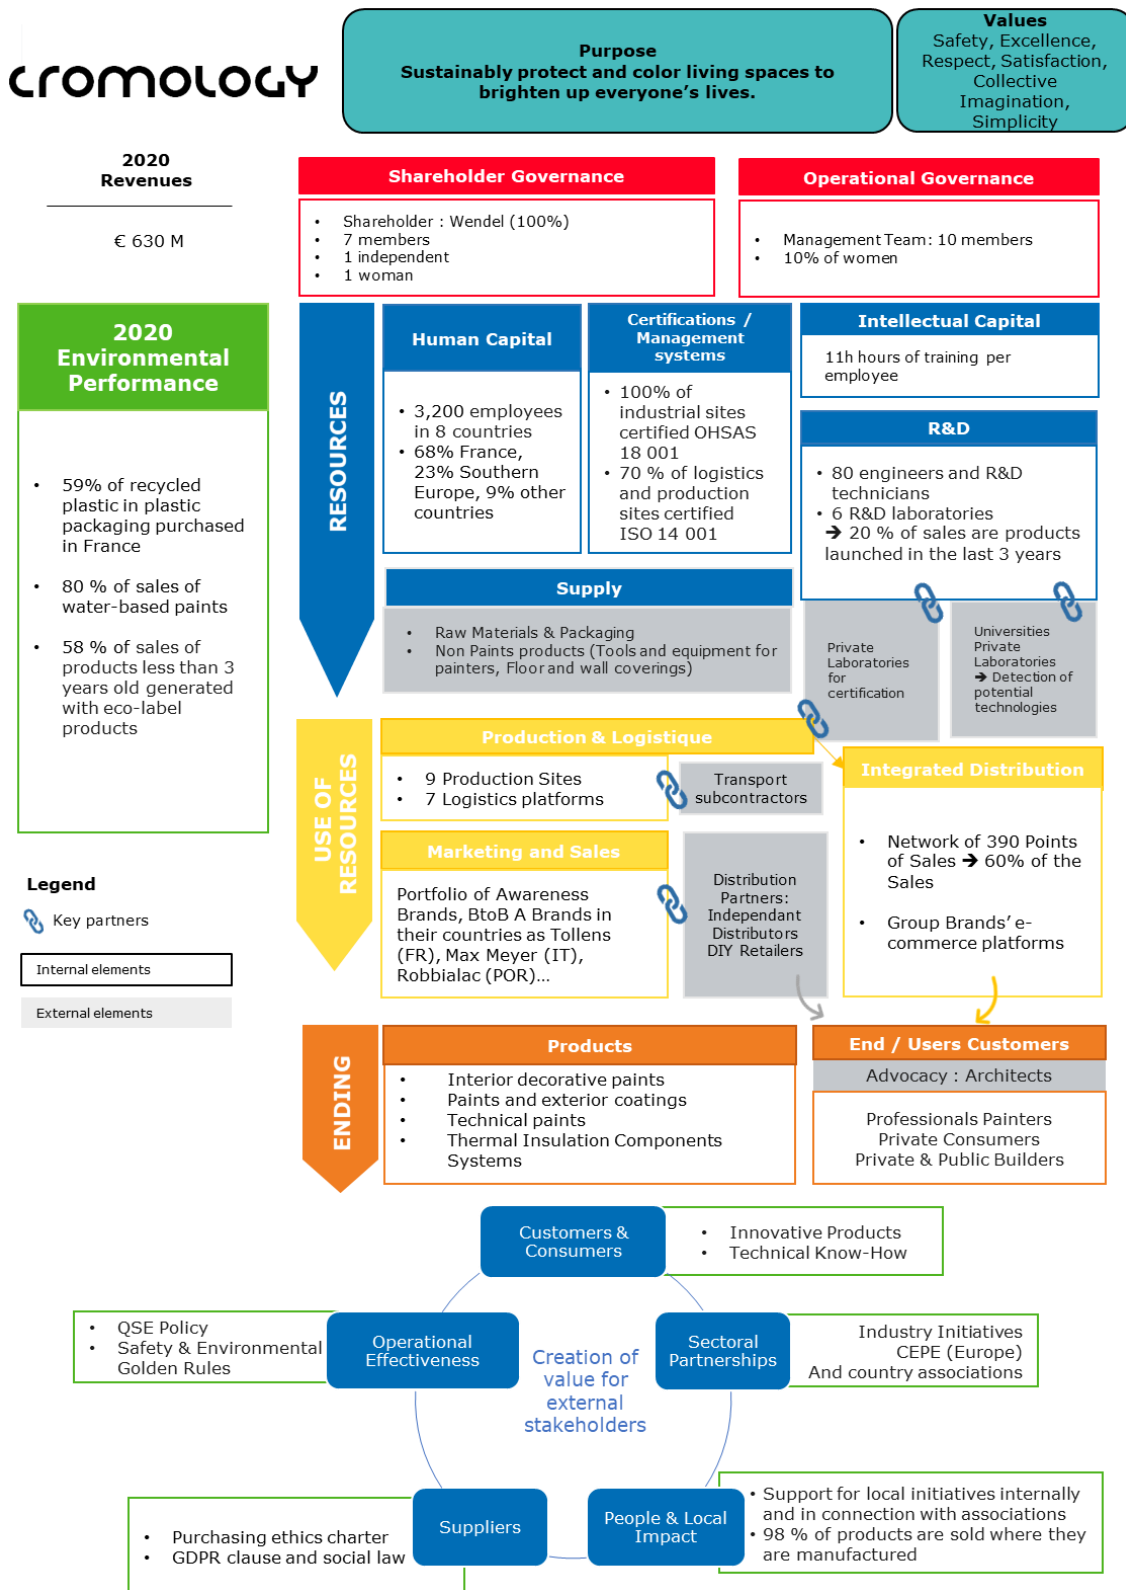 cromology
Purpose
Sustainably protect and color living spaces to
brighten up everyone's lives.
Values
Safety, Excellence,
Respect, Satisfaction,
Collective
Imagination,
Simplicity
2020
Revenues
€ 630 M
Shareholder Governance
• Shareholder : Wendel (100%)
• 7 members
• 1 independent
• 1 woman
Operational Governance
• Management Team: 10 members
• 10% of women
2020
Environmental
Performance
• 59% of recycled
plastic in plastic
packaging purchased
in France
• 80 % of sales of
water-based paints
• 58 % of sales of
products less than 3
years old generated
with eco-label
products
Legend
Key partners
Internal elements
External elements
RESOURCES
Human Capital
• 3,200 employees
in 8 countries
• 68% France,
23% Southern
Europe, 9% other
countries
Certifications /
Management
systems
• 100% of
industrial sites
certified OHSAS
18 001
• 70 % of logistics
and production
sites certified
ISO 14 001
Intellectual Capital
11h hours of training per
employee
R&D
• 80 engineers and R&D
technicians
• 6 R&D laboratories
➔ 20 % of sales are products
launched in the last 3 years
Supply
• Raw Materials & Packaging
• Non Paints products (Tools and equipment for
painters, Floor and wall coverings)
Private
Laboratories
for
certification
Universities
Private
Laboratories
➔ Detection of
potential
technologies
USE OF
RESOURCES
Production & Logistique
• 9 Production Sites
• 7 Logistics platforms
Transport
subcontractors
Marketing and Sales
Portfolio of Awareness
Brands, BtoB A Brands in
their countries as Tollens
(FR), Max Meyer (IT),
Robbialac (POR)...
Distribution
Partners:
Independant
Distributors
DIY Retailers
Integrated Distribution
• Network of 390 Points
of Sales ➔ 60% of the
Sales
• Group Brands' e-
commerce platforms
ENDING
Products
• Interior decorative paints
• Paints and exterior coatings
• Technical paints
• Thermal Insulation Components
Systems
End / Users Customers
Advocacy : Architects
Professionals Painters
Private Consumers
Private & Public Builders
Customers &
Consumers
• Innovative Products
• Technical Know-How
• QSE Policy
• Safety & Environmental
Golden Rules
Operational
Effectiveness
Creation of
value for
external
stakeholders
Sectoral
Partnerships
Industry Initiatives
CEPE (Europe)
And country associations
• Purchasing ethics charter
• GDPR clause and social law
Suppliers
People & Local
Impact
• Support for local initiatives internally
and in connection with associations
• 98 % of products are sold where they
are manufactured